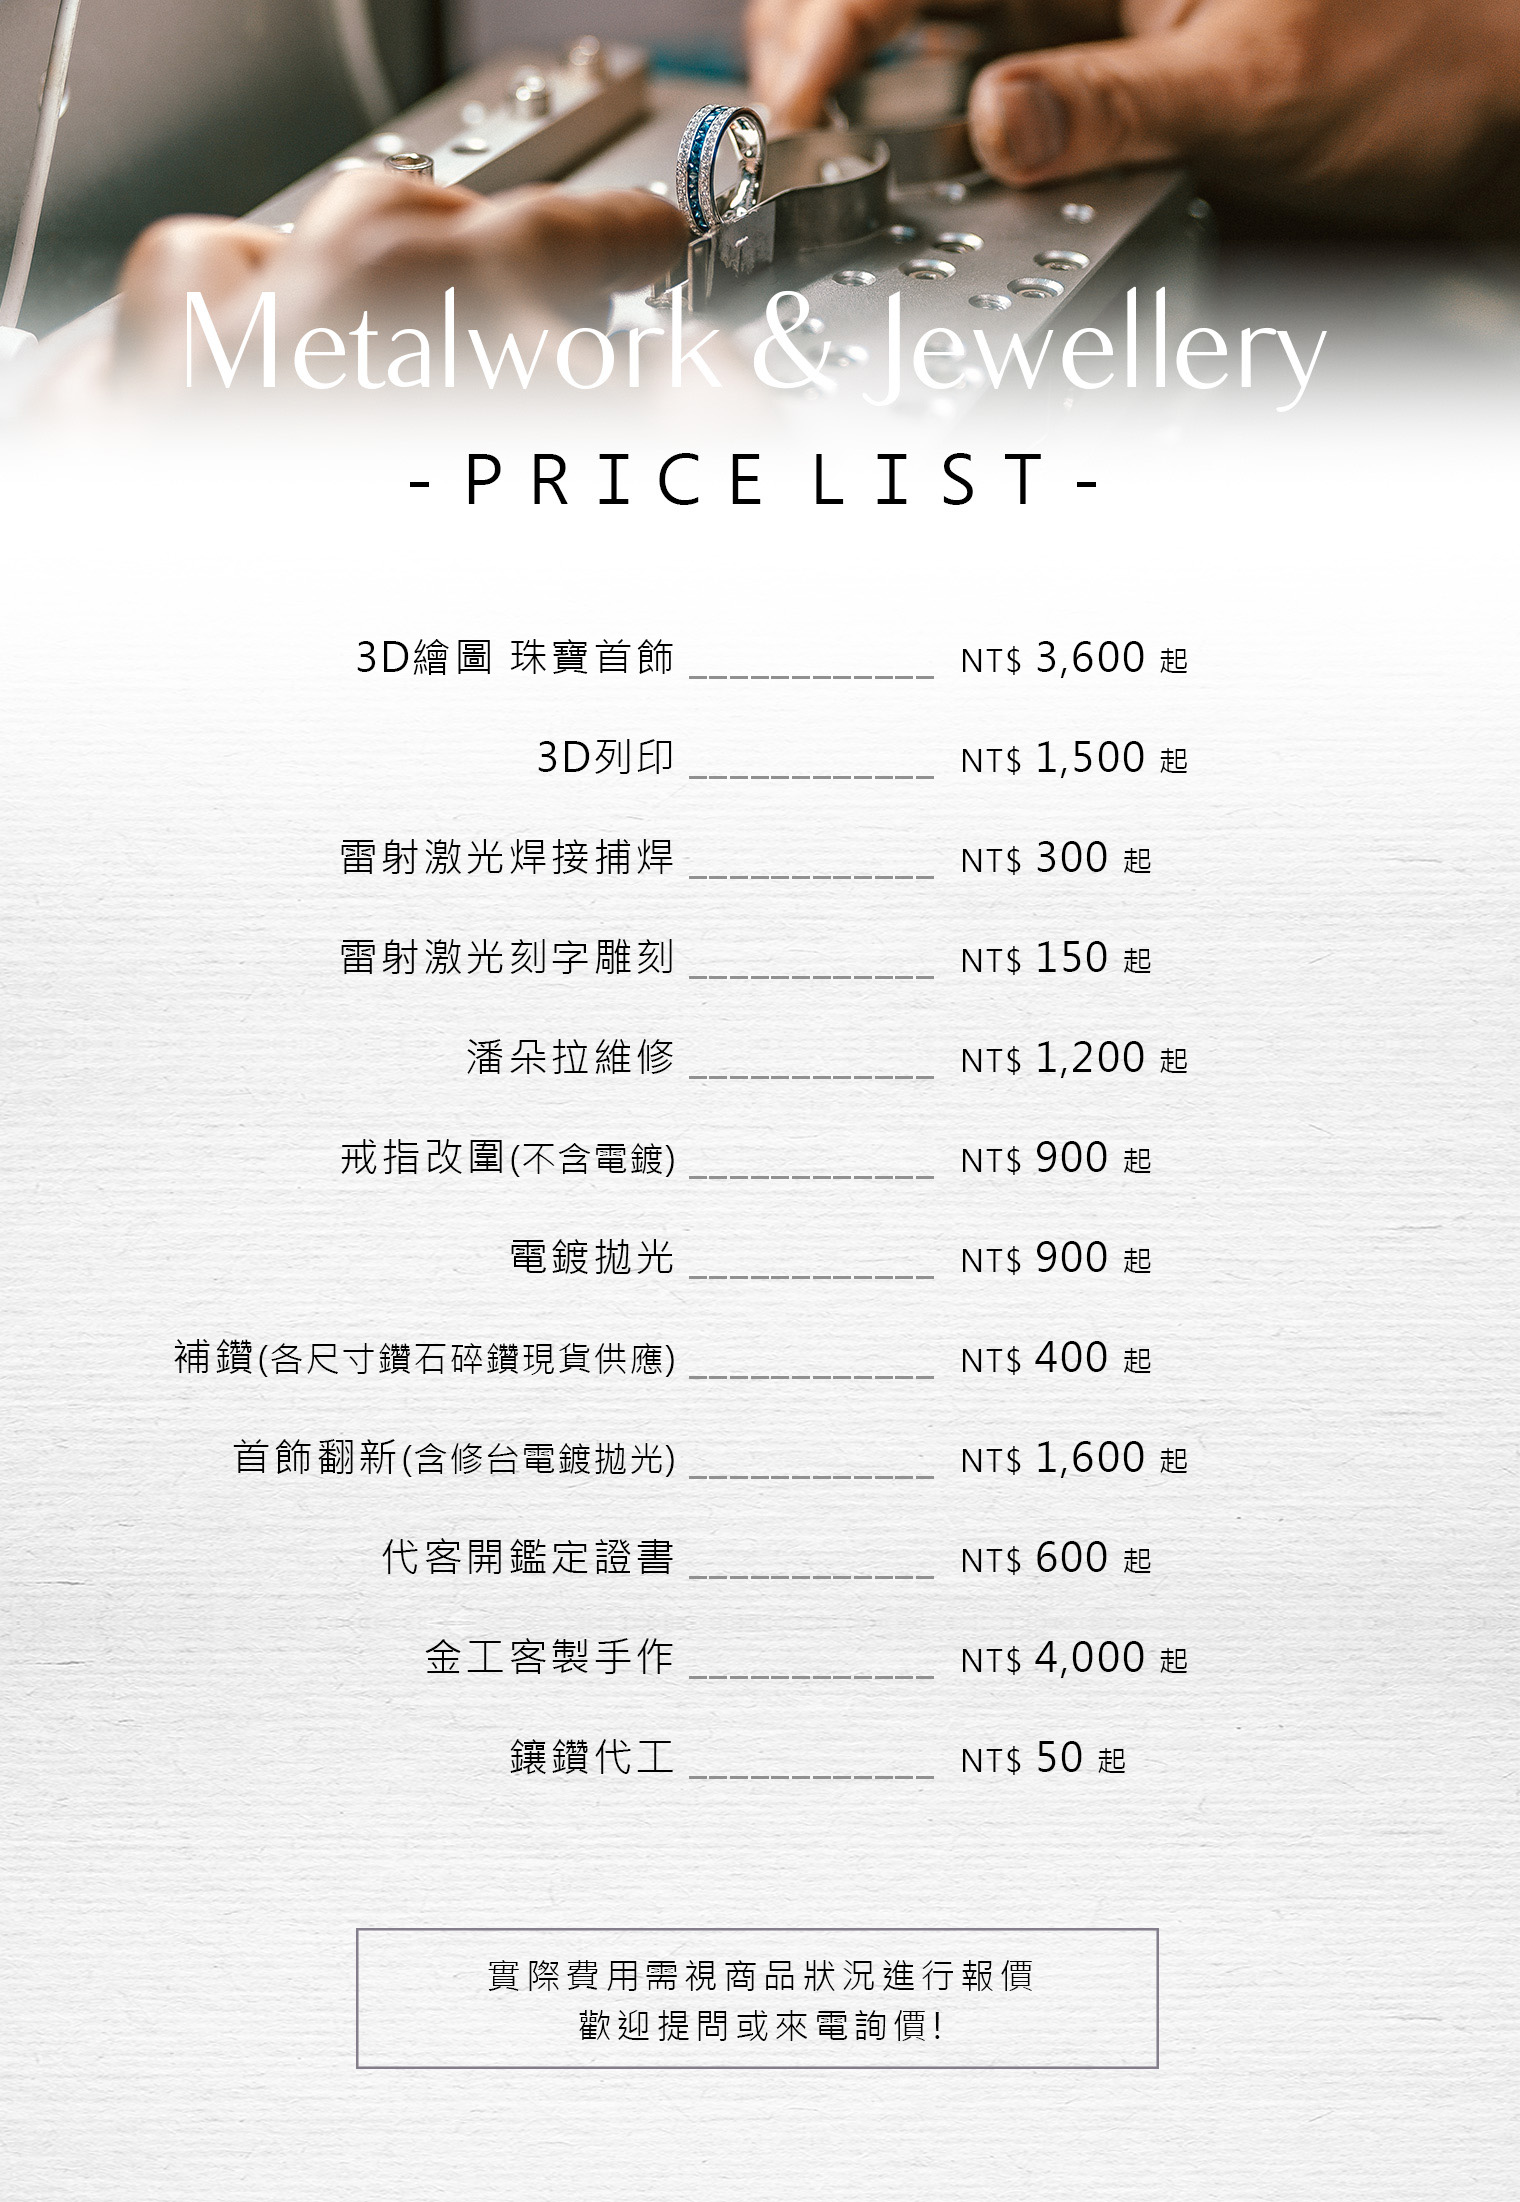 Metalwork & Jewellery
- PRICE LIST -
3D繪圖 珠寶首飾 ____________ NT$ 3,600 起
3D列印 ____________ NT$ 1,500 起
雷射激光焊接捕焊 ____________ NT$ 300 起
雷射激光刻字雕刻 ____________ NT$ 150 起
潘朵拉維修 ____________ NT$ 1,200 起
戒指改圍(不含電鍍) ____________ NT$ 900 起
電鍍拋光 ____________ NT$ 900 起
補鑽(各尺寸鑽石碎鑽現貨供應) ____________ NT$ 400 起
首飾翻新(含修台電鍍拋光) ____________ NT$ 1,600 起
代客開鑑定證書 ____________ NT$ 600 起
金工客製手作 ____________ NT$ 4,000 起
鑲鑽代工 ____________ NT$ 50 起
實際費用需視商品狀況進行報價
歡迎提問或來電詢價!